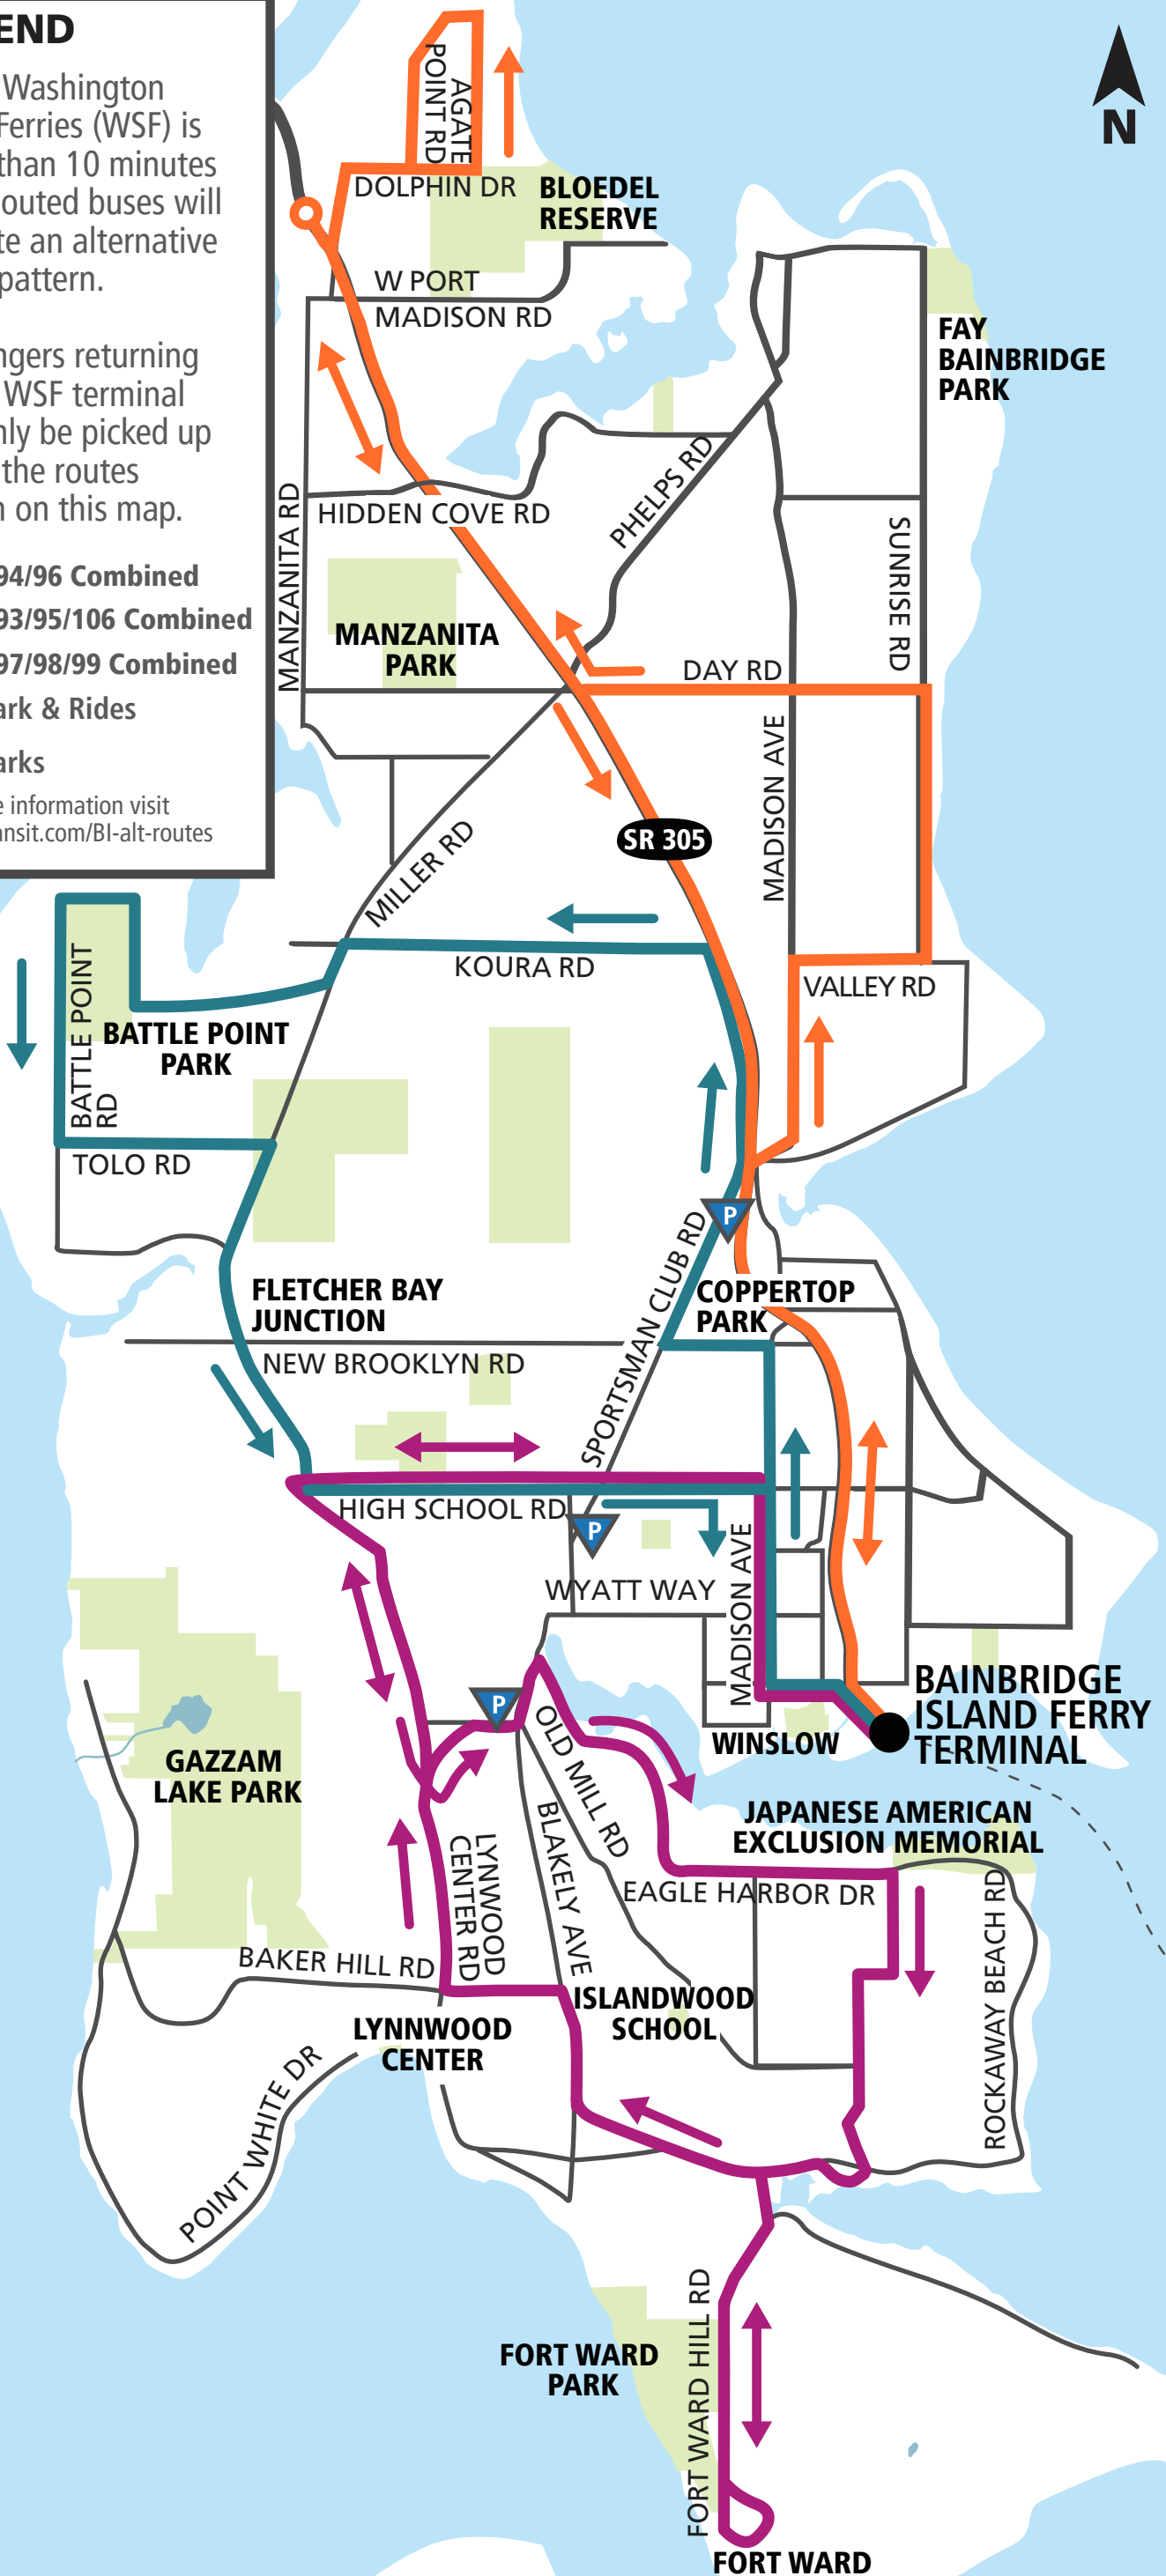 END
Washington
Ferries (WSF) is
than 10 minutes
outed buses will
te an alternative
pattern.
ngers returning
WSF terminal
nly be picked up
the routes
n on this map.
94/96 Combined
93/95/106 Combined
97/98/99 Combined
ark & Rides
arks
e information visit
ansit.com/BI-alt-routes
N
AGATE
POINT RD
DOLPHIN DR
BLOEDEL
RESERVE
W PORT
MADISON RD
FAY
BAINBRIDGE
PARK
MANZANITA RD
HIDDEN COVE RD
PHELPS RD
SUNRISE RD
MANZANITA
PARK
DAY RD
MADISON AVE
SR 305
MILLER RD
KOURA RD
VALLEY RD
BATTLE POINT
RD
BATTLE POINT
PARK
TOLO RD
P
SPORTSMAN CLUB RD
FLETCHER BAY
JUNCTION
COPPERTOP
PARK
NEW BROOKLYN RD
HIGH SCHOOL RD
P
WYATT WAY
MADISON AVE
BAINBRIDGE
ISLAND FERRY
TERMINAL
P
WINSLOW
OLD MILL RD
GAZZAM
LAKE PARK
JAPANESE AMERICAN
EXCLUSION MEMORIAL
BLAKELY AVE
LYNWOOD
CENTER RD
EAGLE HARBOR DR
ROCKAWAY BEACH RD
BAKER HILL RD
ISLANDWOOD
SCHOOL
LYNNWOOD
CENTER
POINT WHITE DR
FORT WARD HILL RD
FORT WARD
PARK
FORT WARD